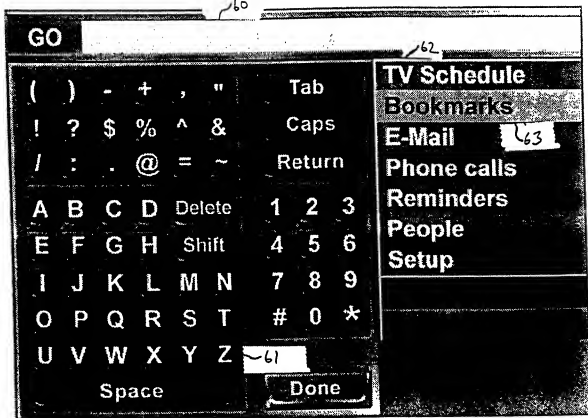 60
GO
62
( ) - + , " Tab
! ? $ % ^ & Caps
/ : . @ = ~ Return
A B C D Delete 1 2 3
E F G H Shift 4 5 6
I J K L M N 7 8 9
O P Q R S T # 0 *
U V W X Y Z 61
Space Done
TV Schedule
Bookmarks
E-Mail 63
Phone calls
Reminders
People
Setup